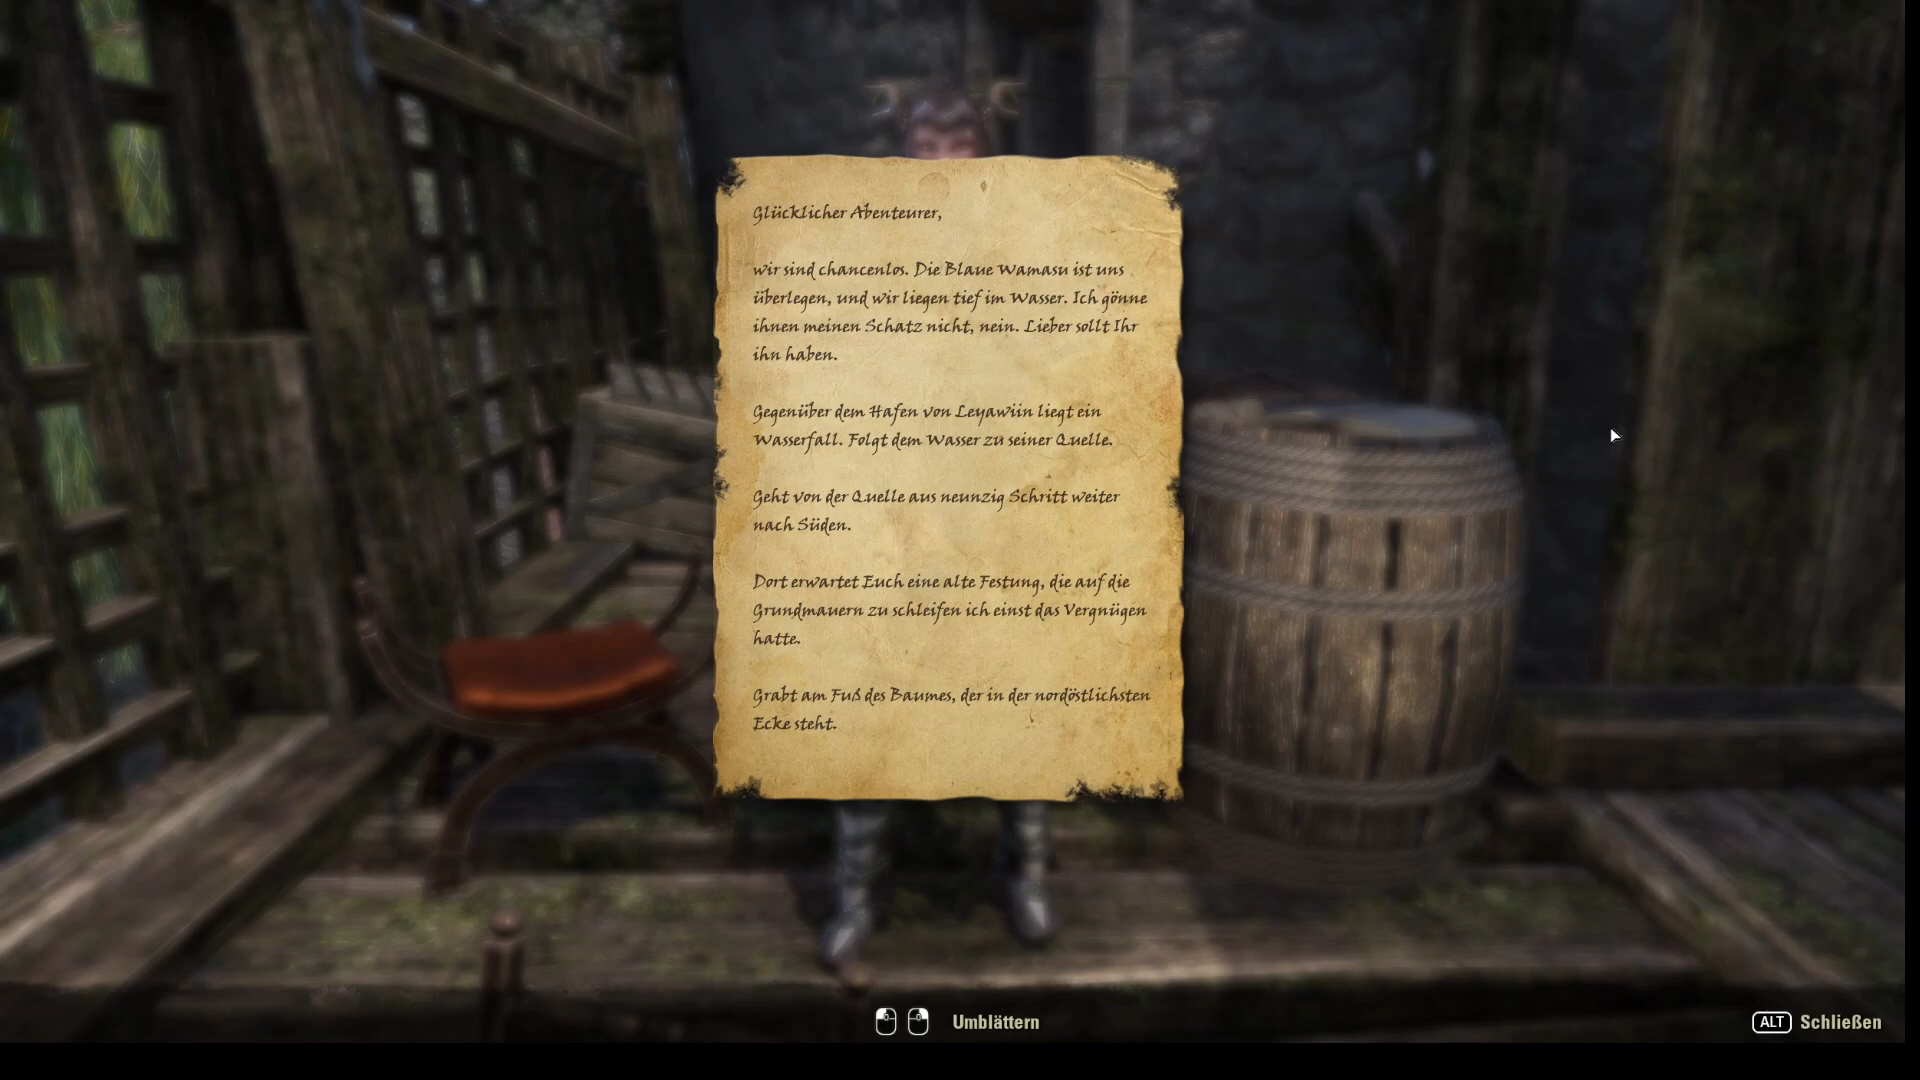 Glücklicher Abenteurer,
wir sind chancenlos. Die Blaue Wamasu ist uns
überlegen, und wir liegen tief im Wasser. Ich gönne
ihnen meinen Schatz nicht, nein. Lieber sollt Ihr
ihn haben.
Gegenüber dem Hafen von Leyawiin liegt ein
Wasserfall. Folgt dem Wasser zu seiner Quelle.
Geht von der Quelle aus neunzig Schritt weiter
nach Süden.
Dort erwartet Euch eine alte Festung, die auf die
Grundmauern zu schleifen ich einst das Vergnügen
hatte.
Grabt am Fuß des Baumes, der in der nordöstlichsten
Ecke steht.
Umblättern
ALT Schließen